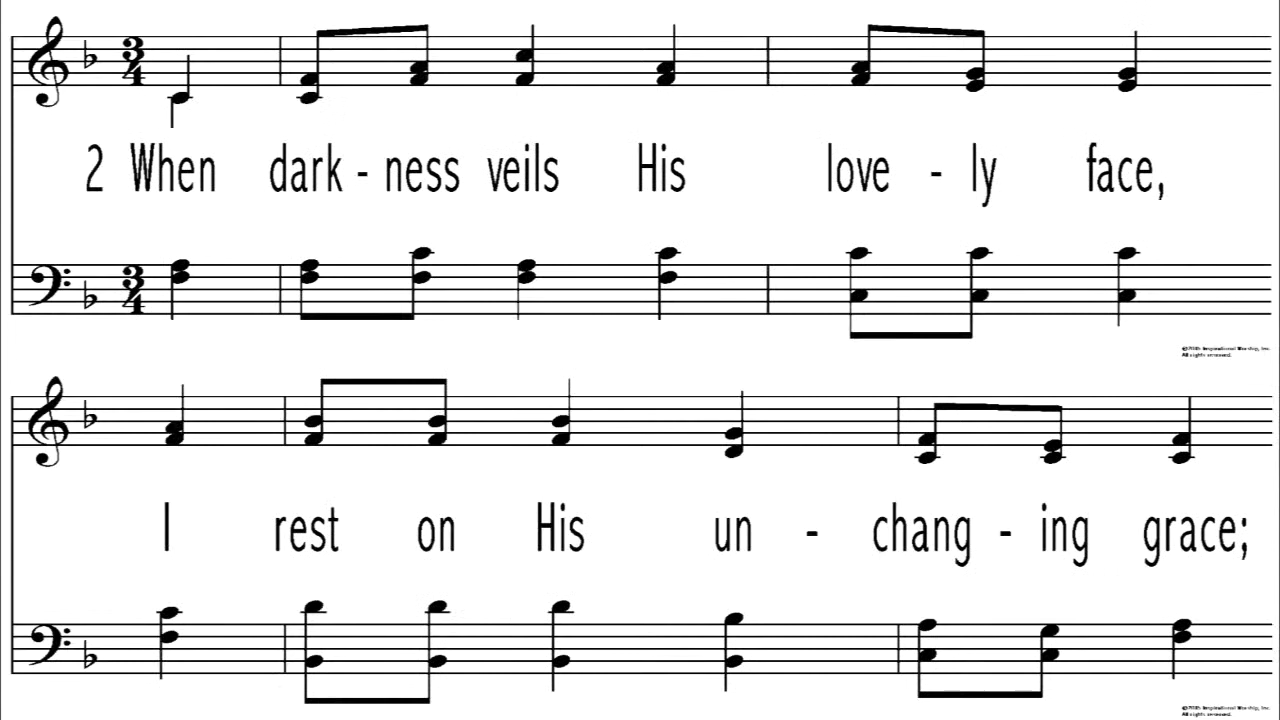 2 When dark - ness veils His love - ly face,
I rest on His un - chang - ing grace;